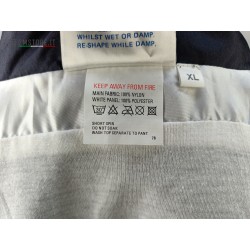 WHILST WET OR DAMP.
RE-SHAPE WHILE DAMP.
XL
KEEP AWAY FROM FIRE
MAIN FABRIC: 100% NYLON
WHITE PANEL: 100% POLYESTER
SHORT SPIN
DO NOT SOAK
WASH TOP SEPARATE TO PANT